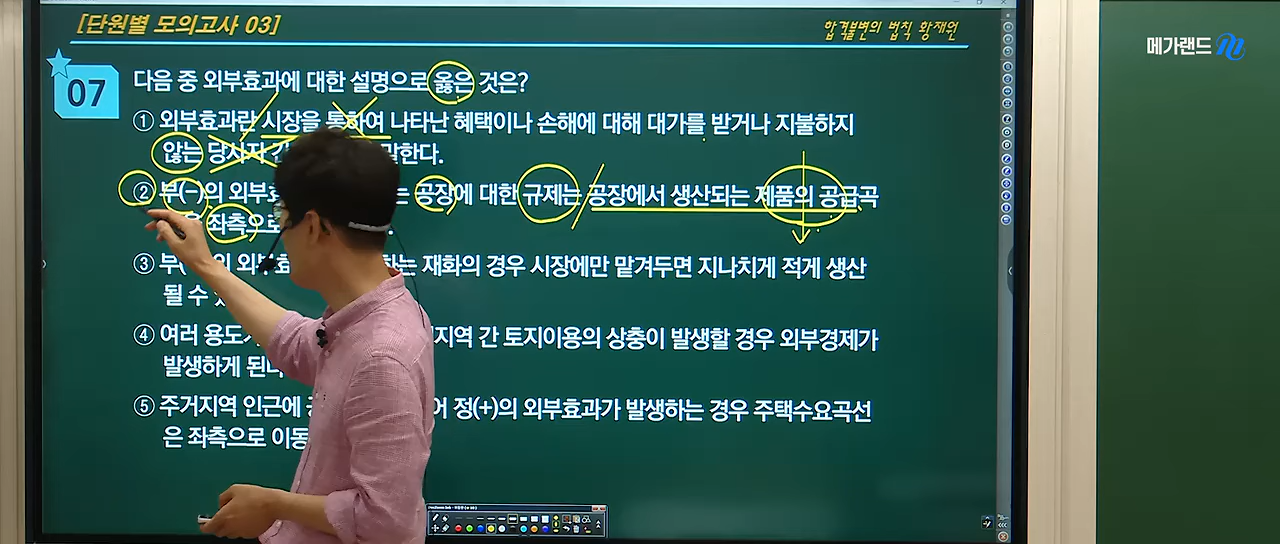 [단원별 모의고사 03]
합격불변의 법칙 황재원
메가랜드
07
다음 중 외부효과에 대한 설명으로 옳은 것은?
① 외부효과란 시장을 통하여 나타난 혜택이나 손해에 대해 대가를 받거나 지불하지
않는 당사자 말한다.
② 부(-)의 외부 는 공장에 대한 규제는 공장에서 생산되는 제품의 공급곡
좌측으로
③ 부( 의 외부효 하는 재화의 경우 시장에만 맡겨두면 지나치게 적게 생산
될 수
④ 여러 용도 지역 간 토지이용의 상충이 발생할 경우 외부경제가
발생하게 된다
⑤ 주거지역 인근에 어 정(+)의 외부효과가 발생하는 경우 주택수요곡선
은 좌측으로 이동